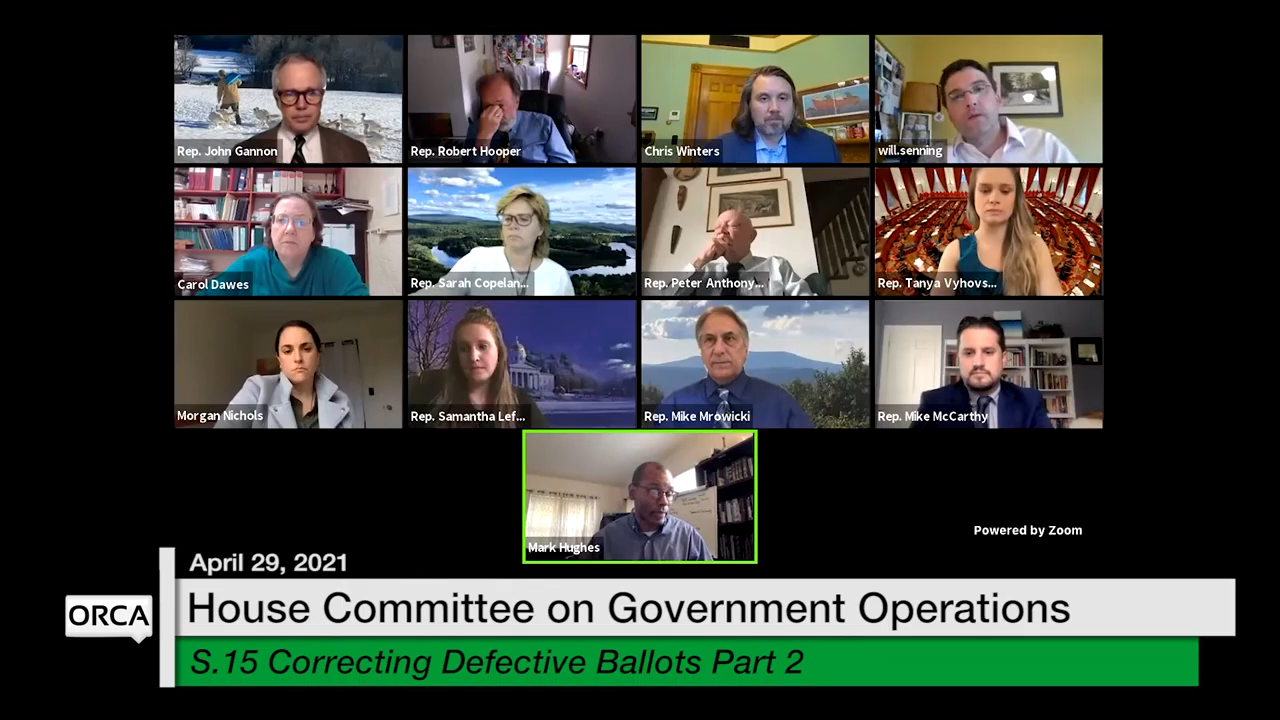 Rep. John Gannon
Rep. Robert Hooper
Chris Winters
will.senning
Carol Dawes
Rep. Sarah Copelan...
Rep. Peter Anthony...
Rep. Tanya Vyhovs...
Morgan Nichols
Rep. Samantha Lef...
Rep. Mike Mrowicki
Rep. Mike McCarthy
Mark Hughes
Powered by Zoom
April 29, 2021
ORCA
House Committee on Government Operations
S.15 Correcting Defective Ballots Part 2